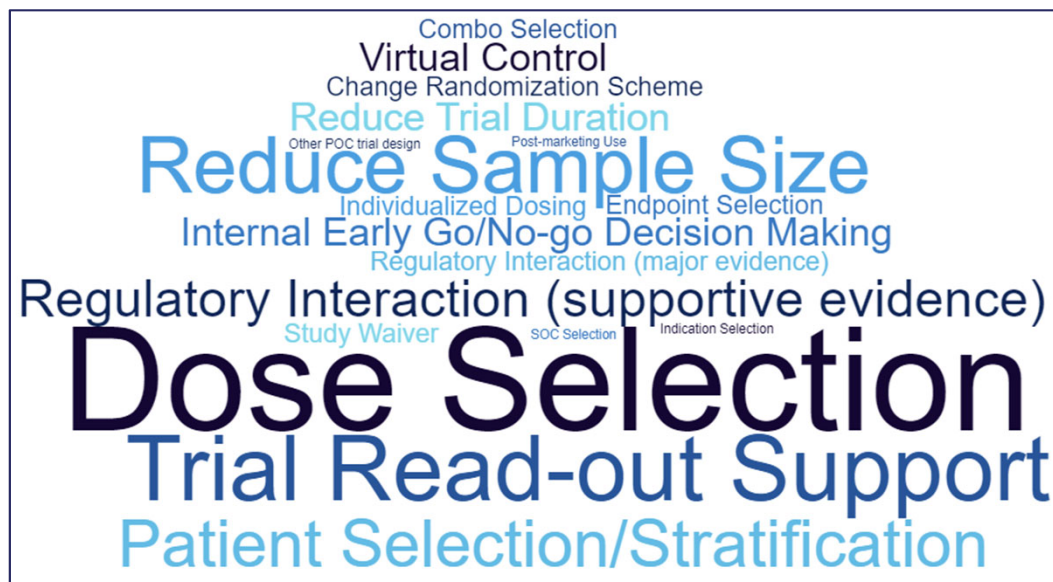 Combo Selection
Virtual Control
Change Randomization Scheme
Reduce Trial Duration
Other POC trial design
Post-marketing Use
Reduce Sample Size
Individualized Dosing
Endpoint Selection
Internal Early Go/No-go Decision Making
Regulatory Interaction (major evidence)
Regulatory Interaction (supportive evidence)
Study Waiver
SOC Selection
Indication Selection
Dose Selection
Trial Read-out Support
Patient Selection/Stratification